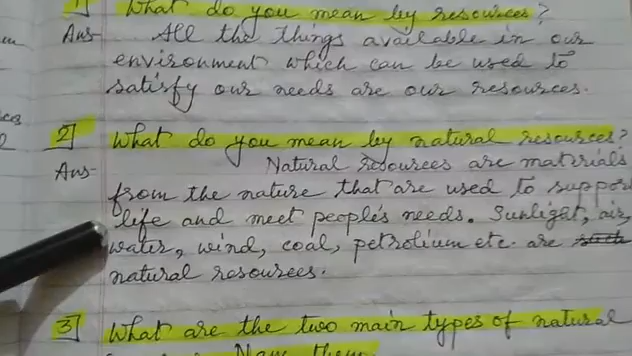 1] What do you mean by resources?
Ans- All the things available in our
environment which can be used to
satisfy our needs are our resources.
2] What do you mean by natural resources?
Ans- Natural resources are materials
from the nature that are used to support
life and meet people's needs. Sunlight, air,
water, wind, coal, petrolium etc. are
natural resources.
3] What are the two main types of natural
Name them.